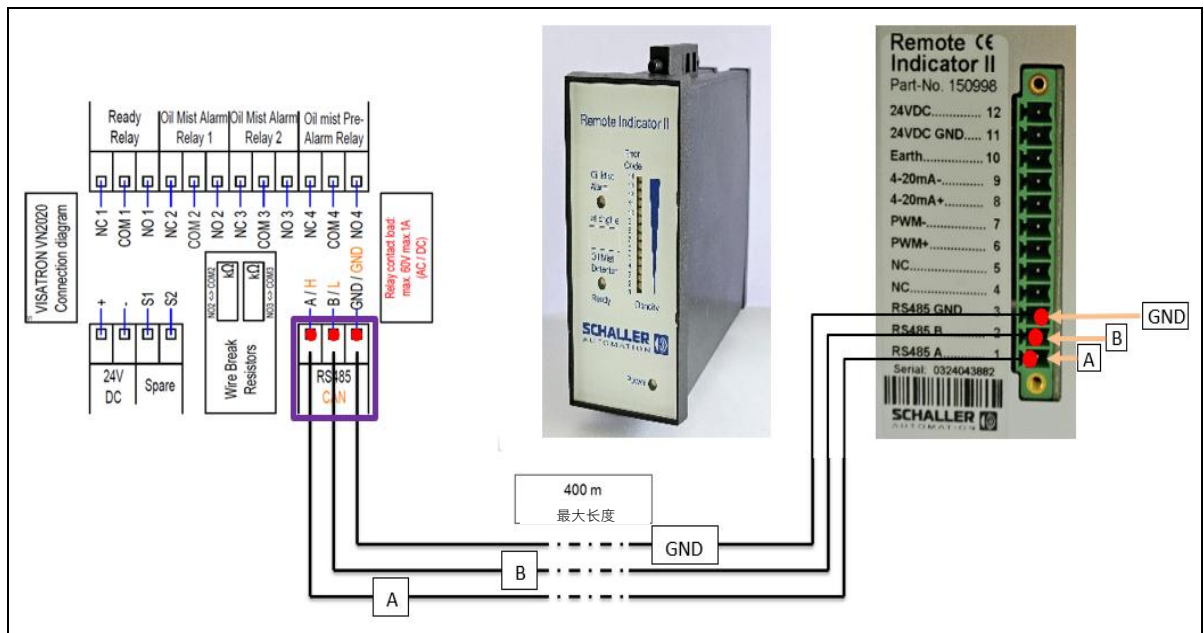 VISATRON VN2020
Connection diagram
Ready
Relay
Oil Mist Alarm
Relay 1
Oil Mist Alarm
Relay 2
Oil mist Pre-
Alarm Relay
NC 1
COM 1
NO 1
NC 2
COM 2
NO 2
NC 3
COM 3
NO 3
NC 4
COM 4
NO 4
+
-
S1
S2
24V
DC
Spare
NO2 <> COM2
kΩ
NO3 <> COM3
kΩ
Wire Break
Resistors
A / H
B / L
GND / GND
RS485
CAN
Relay contact load:
max. 60V max.1A
(AC / DC)
Remote Indicator II
Error
Code
Oil Mist
Alarm
Oil Mist
Detector
Ready
Opacity
SCHALLER
AUTOMATION
Remote CE
Indicator II
Part-No. 150998
24VDC............. 12
24VDC GND.... 11
Earth................ 10
4-20mA-............ 9
4-20mA+........... 8
PWM-................ 7
PWM+............... 6
NC..................... 5
NC..................... 4
RS485 GND...... 3
RS485 B........... 2
RS485 A........... 1
Serial: 0324043882
SCHALLER
AUTOMATION
GND
B
A
400 m
最大长度
GND
B
A